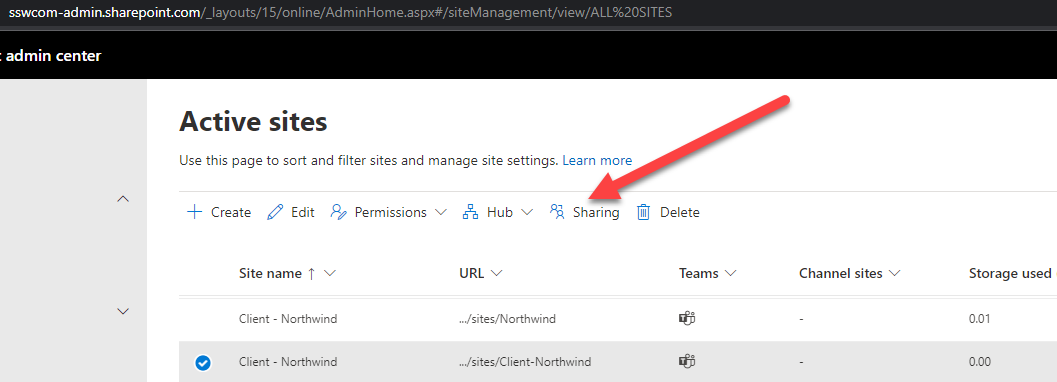 sswcom-admin.sharepoint.com/_layouts/15/online/AdminHome.aspx#/siteManagement/view/ALL%20SITES
admin center
Active sites
Use this page to sort and filter sites and manage site settings. Learn more
Create Edit Permissions Hub Sharing Delete
Site name ↑ URL Teams Channel sites Storage used
Client - Northwind .../sites/Northwind - 0.01
Client - Northwind .../sites/Client-Northwind - 0.00